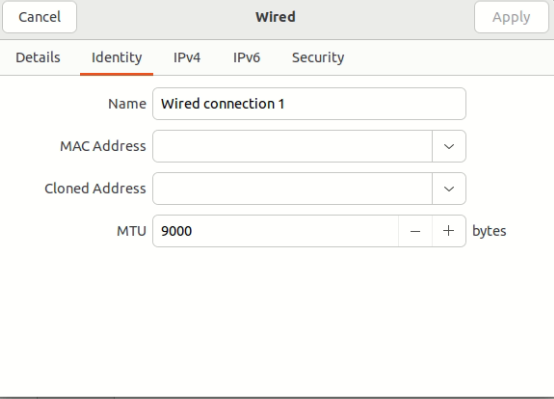 Cancel Wired Apply
Details Identity IPv4 IPv6 Security
Name Wired connection 1
MAC Address
Cloned Address
MTU 9000 bytes